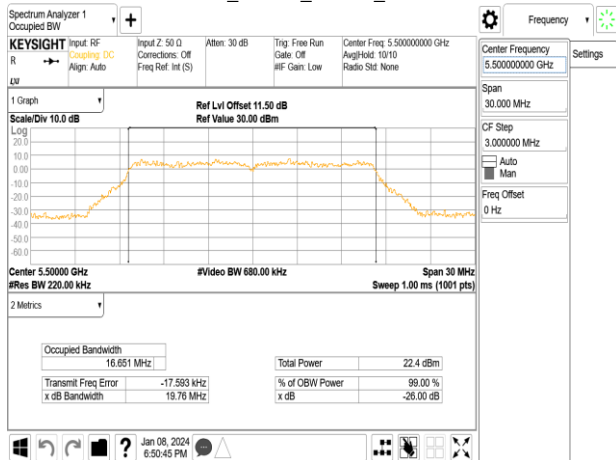 Spectrum Analyzer 1
Occupied BW
KEYSIGHT
R
LXI
Input: RF
Coupling: DC
Align: Auto
Input Z: 50 Ω
Corrections: Off
Freq Ref: Int (S)
Atten: 30 dB
Trig: Free Run
Gate: Off
#IF Gain: Low
Center Freq: 5.500000000 GHz
Avg|Hold: 10/10
Radio Std: None
1 Graph
Scale/Div 10.0 dB
Ref Lvl Offset 11.50 dB
Ref Value 30.00 dBm
Log
20.0
10.0
0.00
-10.0
-20.0
-30.0
-40.0
-50.0
-60.0
Center 5.50000 GHz
#Video BW 680.00 kHz
Span 30 MHz
#Res BW 220.00 kHz
Sweep 1.00 ms (1001 pts)
2 Metrics
Occupied Bandwidth
16.651 MHz
Transmit Freq Error -17.593 kHz
x dB Bandwidth 19.76 MHz
Total Power 22.4 dBm
% of OBW Power 99.00 %
x dB -26.00 dB
?
Jan 08, 2024
6:50:45 PM
Frequency
Center Frequency
5.500000000 GHz
Settings
Span
30.000 MHz
CF Step
3.000000 MHz
Auto
Man
Freq Offset
0 Hz